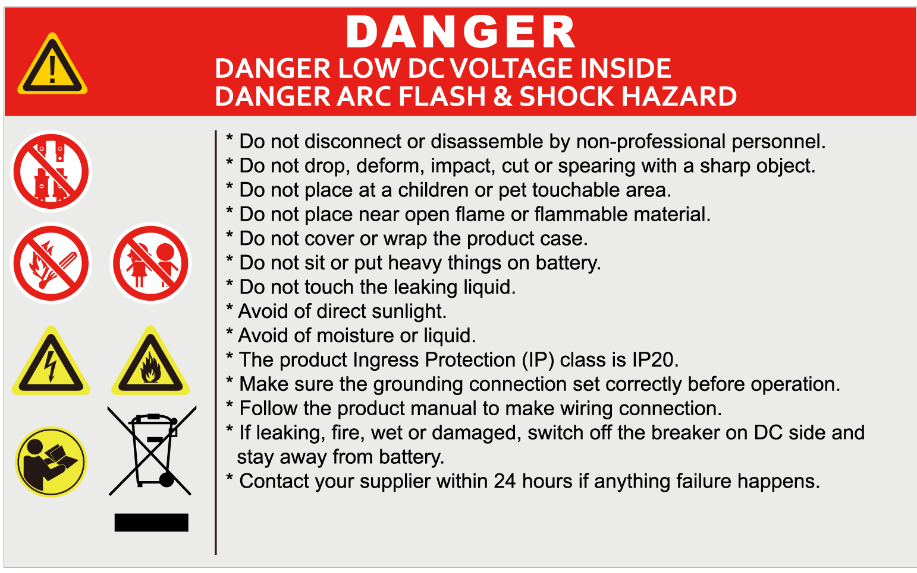 DANGER
DANGER LOW DC VOLTAGE INSIDE
DANGER ARC FLASH & SHOCK HAZARD
* Do not disconnect or disassemble by non-professional personnel.
* Do not drop, deform, impact, cut or spearing with a sharp object.
* Do not place at a children or pet touchable area.
* Do not place near open flame or flammable material.
* Do not cover or wrap the product case.
* Do not sit or put heavy things on battery.
* Do not touch the leaking liquid.
* Avoid of direct sunlight.
* Avoid of moisture or liquid.
* The product Ingress Protection (IP) class is IP20.
* Make sure the grounding connection set correctly before operation.
* Follow the product manual to make wiring connection.
* If leaking, fire, wet or damaged, switch off the breaker on DC side and
stay away from battery.
* Contact your supplier within 24 hours if anything failure happens.